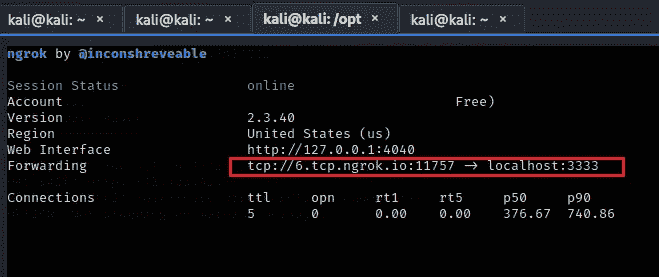 kali@kali: ~ × kali@kali: ~ × kali@kali: /opt × kali@kali: ~ ×
ngrok by @inconshreveable
Session Status online
Account Free)
Version 2.3.40
Region United States (us)
Web Interface http://127.0.0.1:4040
Forwarding tcp://6.tcp.ngrok.io:11757 -> localhost:3333
Connections ttl opn rt1 rt5 p50 p90
5 0 0.00 0.00 376.67 740.86